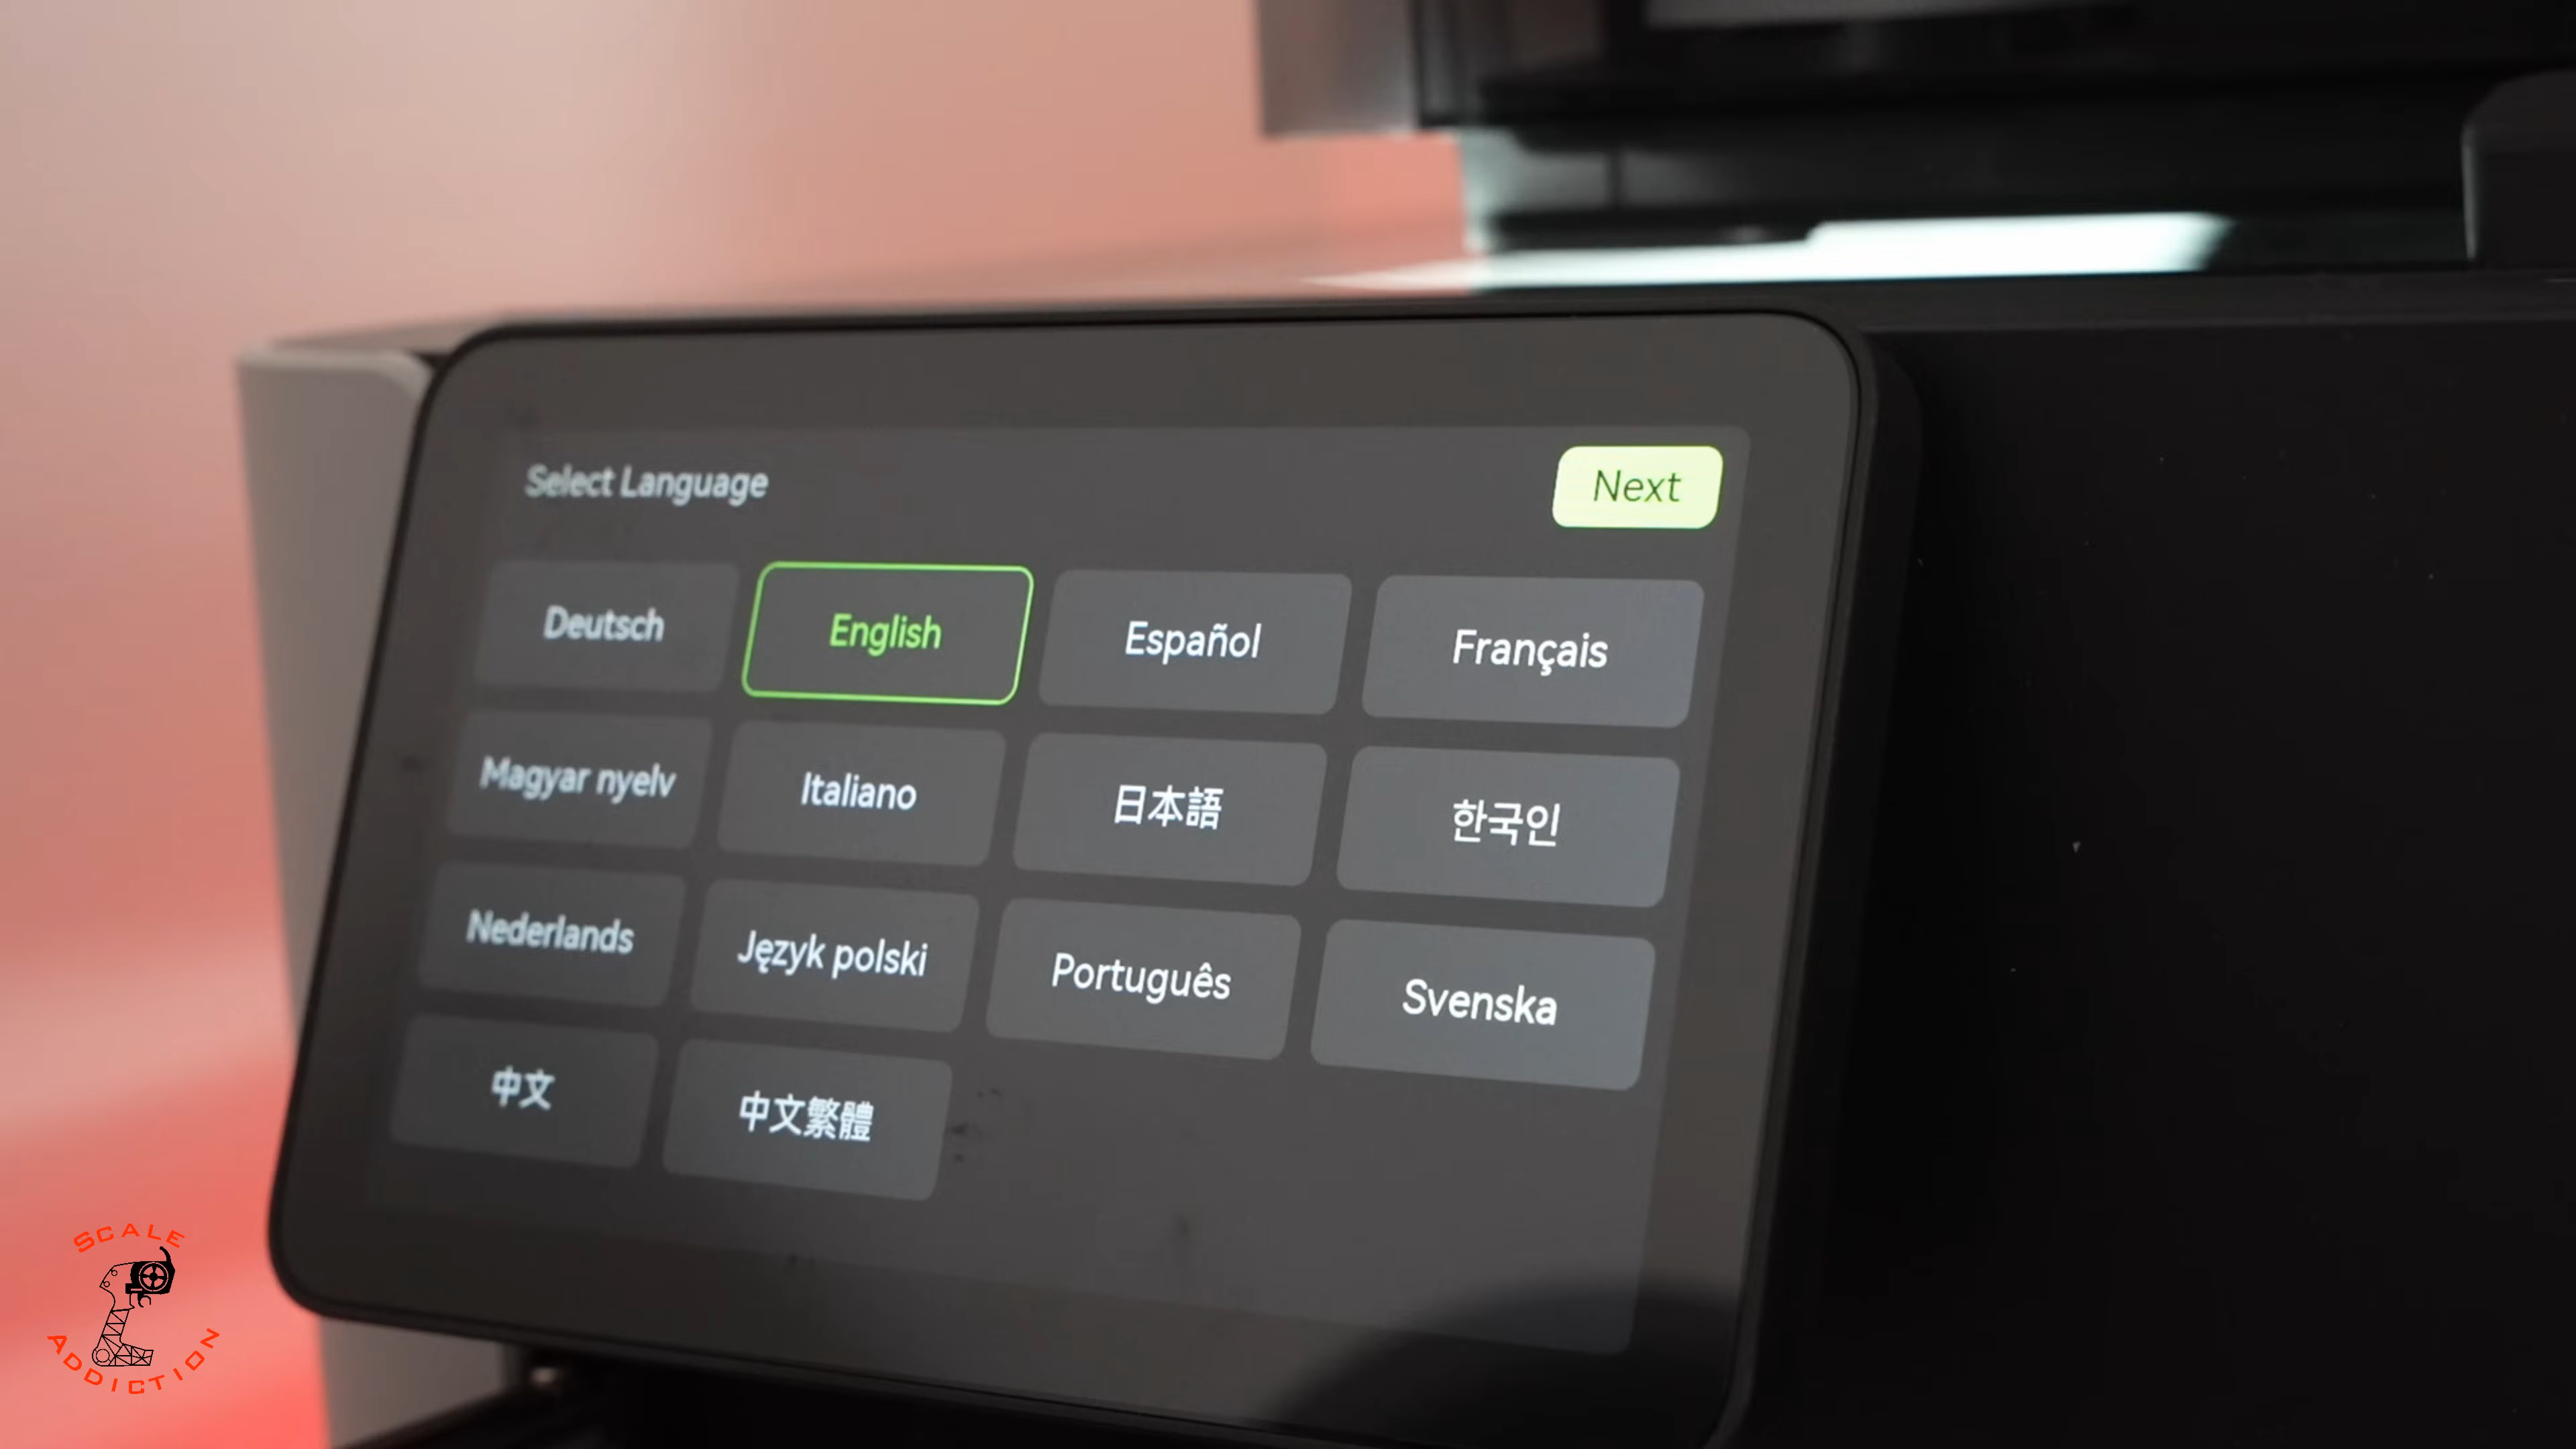 Select Language
Next
Deutsch
English
Español
Français
Magyar nyelv
Italiano
日本語
한국인
Nederlands
Język polski
Português
Svenska
中文
中文繁體
SCALE
ADDICTION